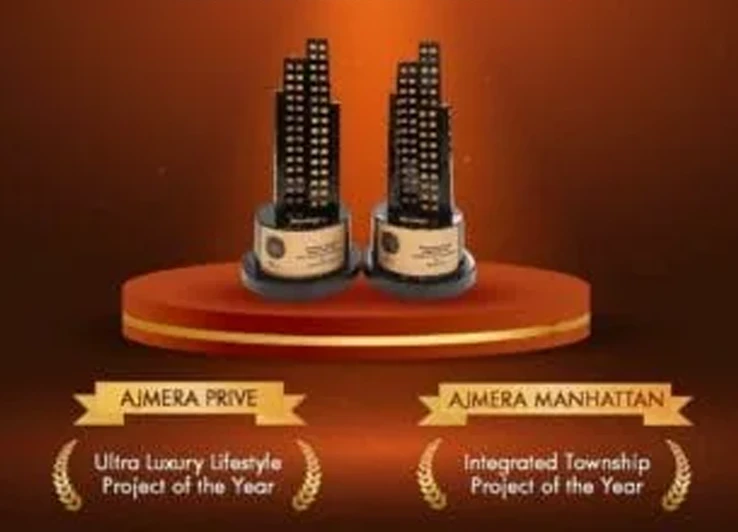 AJMERA PRIVE
Ultra Luxury Lifestyle
Project of the Year
AJMERA MANHATTAN
Integrated Township
Project of the Year